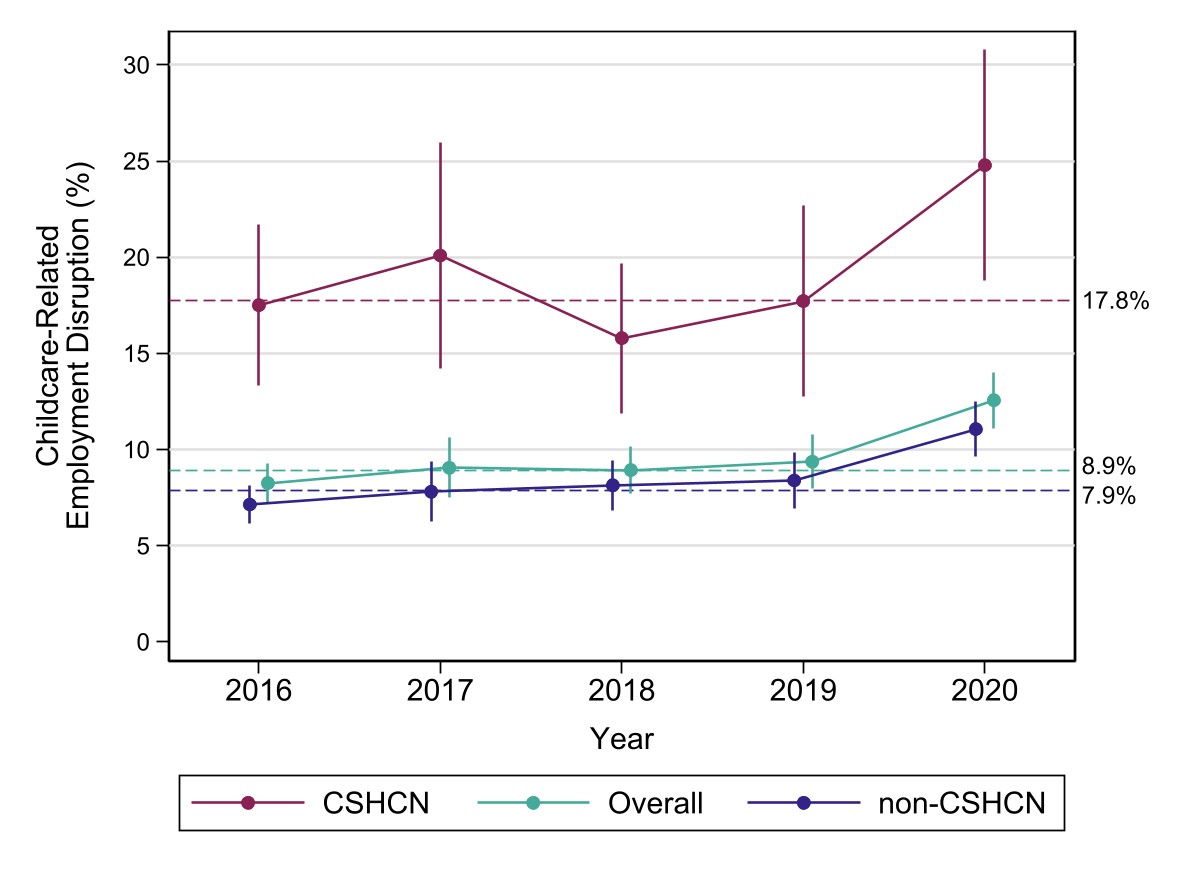 30
25
20
15
10
5
0
Childcare-Related
Employment Disruption (%)
17.8%
8.9%
7.9%
2016 2017 2018 2019 2020
Year
CSHCN Overall non-CSHCN